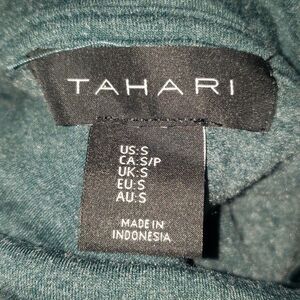 TAHARI
US:S
CA:S/P
UK:S
EU:S
AU:S
MADE IN
INDONESIA